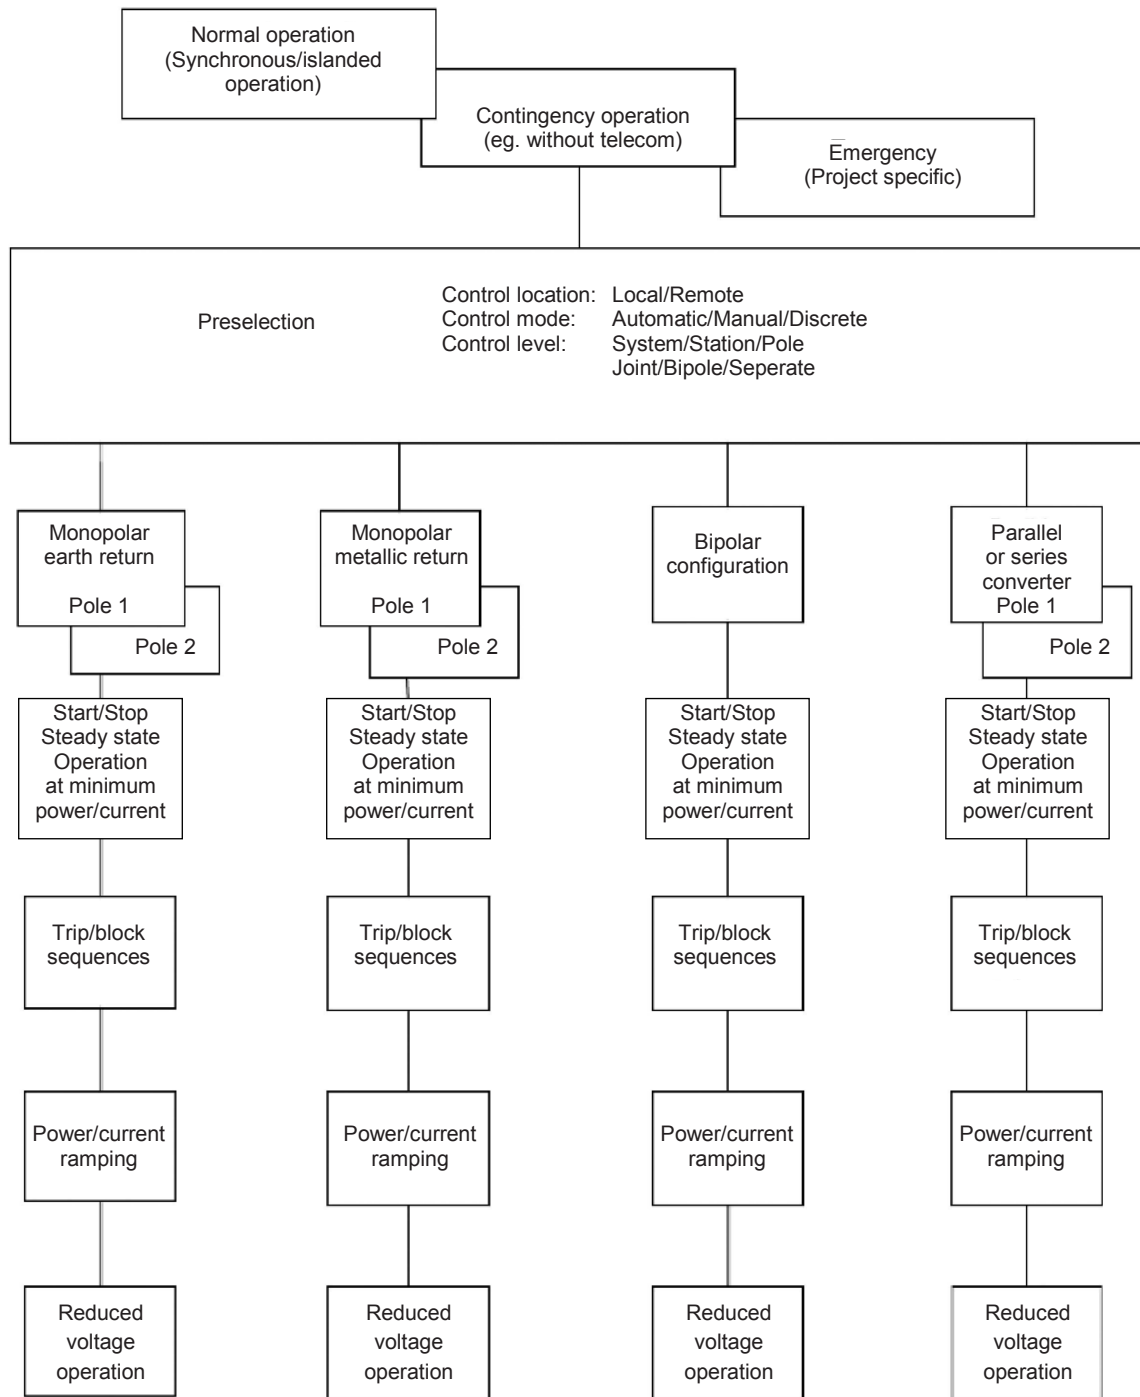 Normal operation
(Synchronous/islanded
operation)
Contingency operation
(eg. without telecom)
Emergency
(Project specific)
Preselection
Control location: Local/Remote
Control mode: Automatic/Manual/Discrete
Control level: System/Station/Pole
Joint/Bipole/Seperate
Monopolar
earth return
Pole 1
Pole 2
Monopolar
metallic return
Pole 1
Pole 2
Bipolar
configuration
Parallel
or series
converter
Pole 1
Pole 2
Start/Stop
Steady state
Operation
at minimum
power/current
Start/Stop
Steady state
Operation
at minimum
power/current
Start/Stop
Steady state
Operation
at minimum
power/current
Start/Stop
Steady state
Operation
at minimum
power/current
Trip/block
sequences
Trip/block
sequences
Trip/block
sequences
Trip/block
sequences
Power/current
ramping
Power/current
ramping
Power/current
ramping
Power/current
ramping
Reduced
voltage
operation
Reduced
voltage
operation
Reduced
voltage
operation
Reduced
voltage
operation